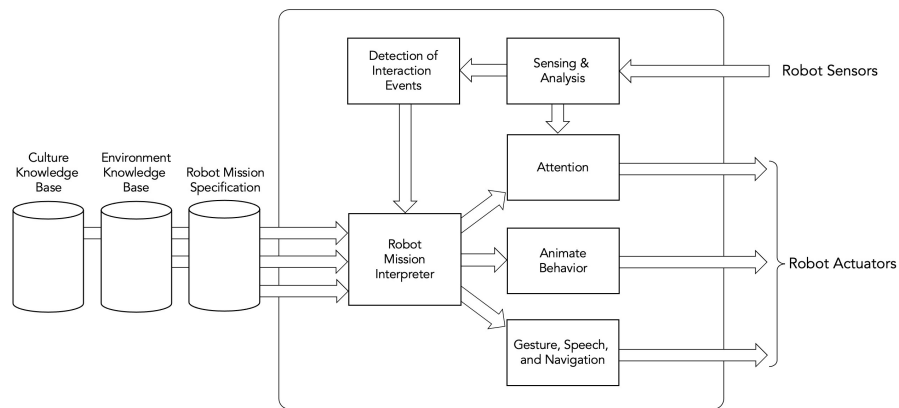 Detection of
Interaction
Events
Sensing &
Analysis
Robot Sensors
Culture
Knowledge
Base
Environment
Knowledge
Base
Robot Mission
Specification
Attention
Robot
Mission
Interpreter
Animate
Behavior
Robot Actuators
Gesture, Speech,
and Navigation